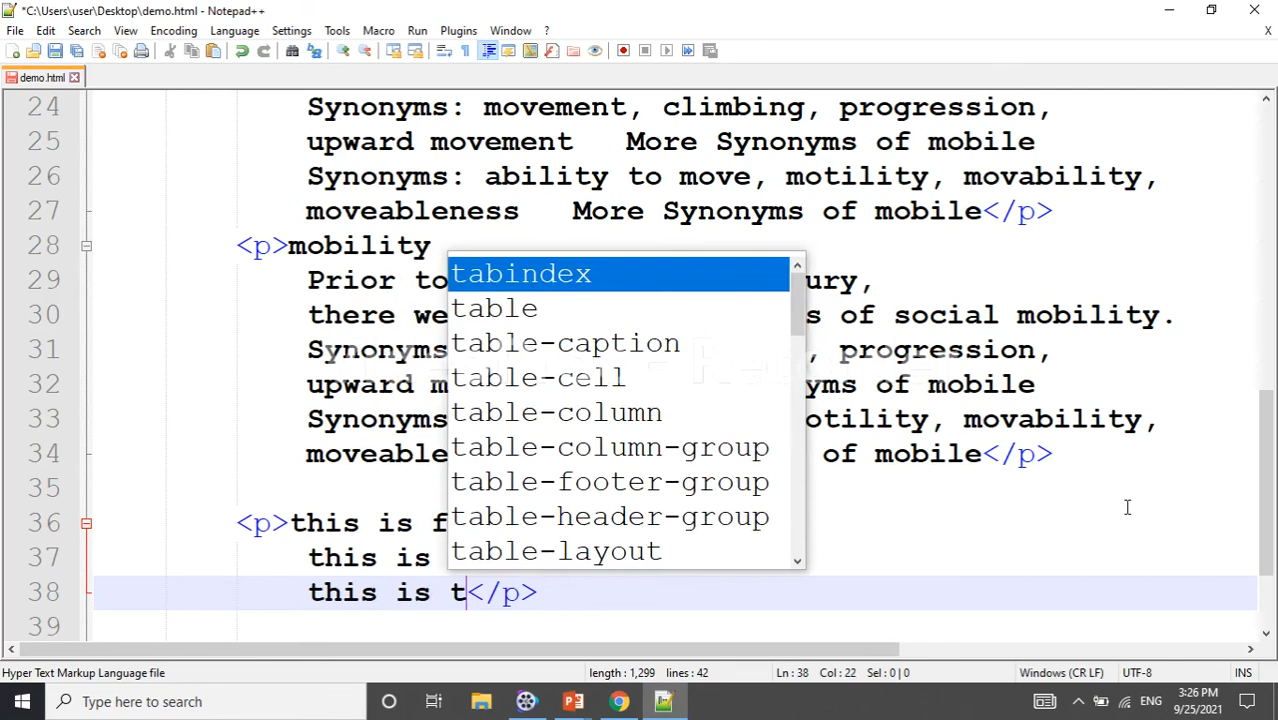 *C:\Users\user\Desktop\demo.html - Notepad++
File Edit Search View Encoding Language Settings Tools Macro Run Plugins Window ? X
demo.html
24 Synonyms: movement, climbing, progression,
25 upward movement More Synonyms of mobile
26 Synonyms: ability to move, motility, movability,
27 moveableness More Synonyms of mobile</p>
28 <p>mobility
29 Prior to ury,
30 there we s of social mobility.
31 Synonyms , progression,
32 upward m yms of mobile
33 Synonyms otility, movability,
34 moveable of mobile</p>
35
36 <p>this is f
37 this is
38 this is t</p>
39
tabindex
table
table-caption
table-cell
table-column
table-column-group
table-footer-group
table-header-group
table-layout
Hyper Text Markup Language file length : 1,299 lines : 42 Ln : 38 Col : 22 Sel : 0 | 0 Windows (CR LF) UTF-8 INS
Type here to search
ENG
3:26 PM
9/25/2021